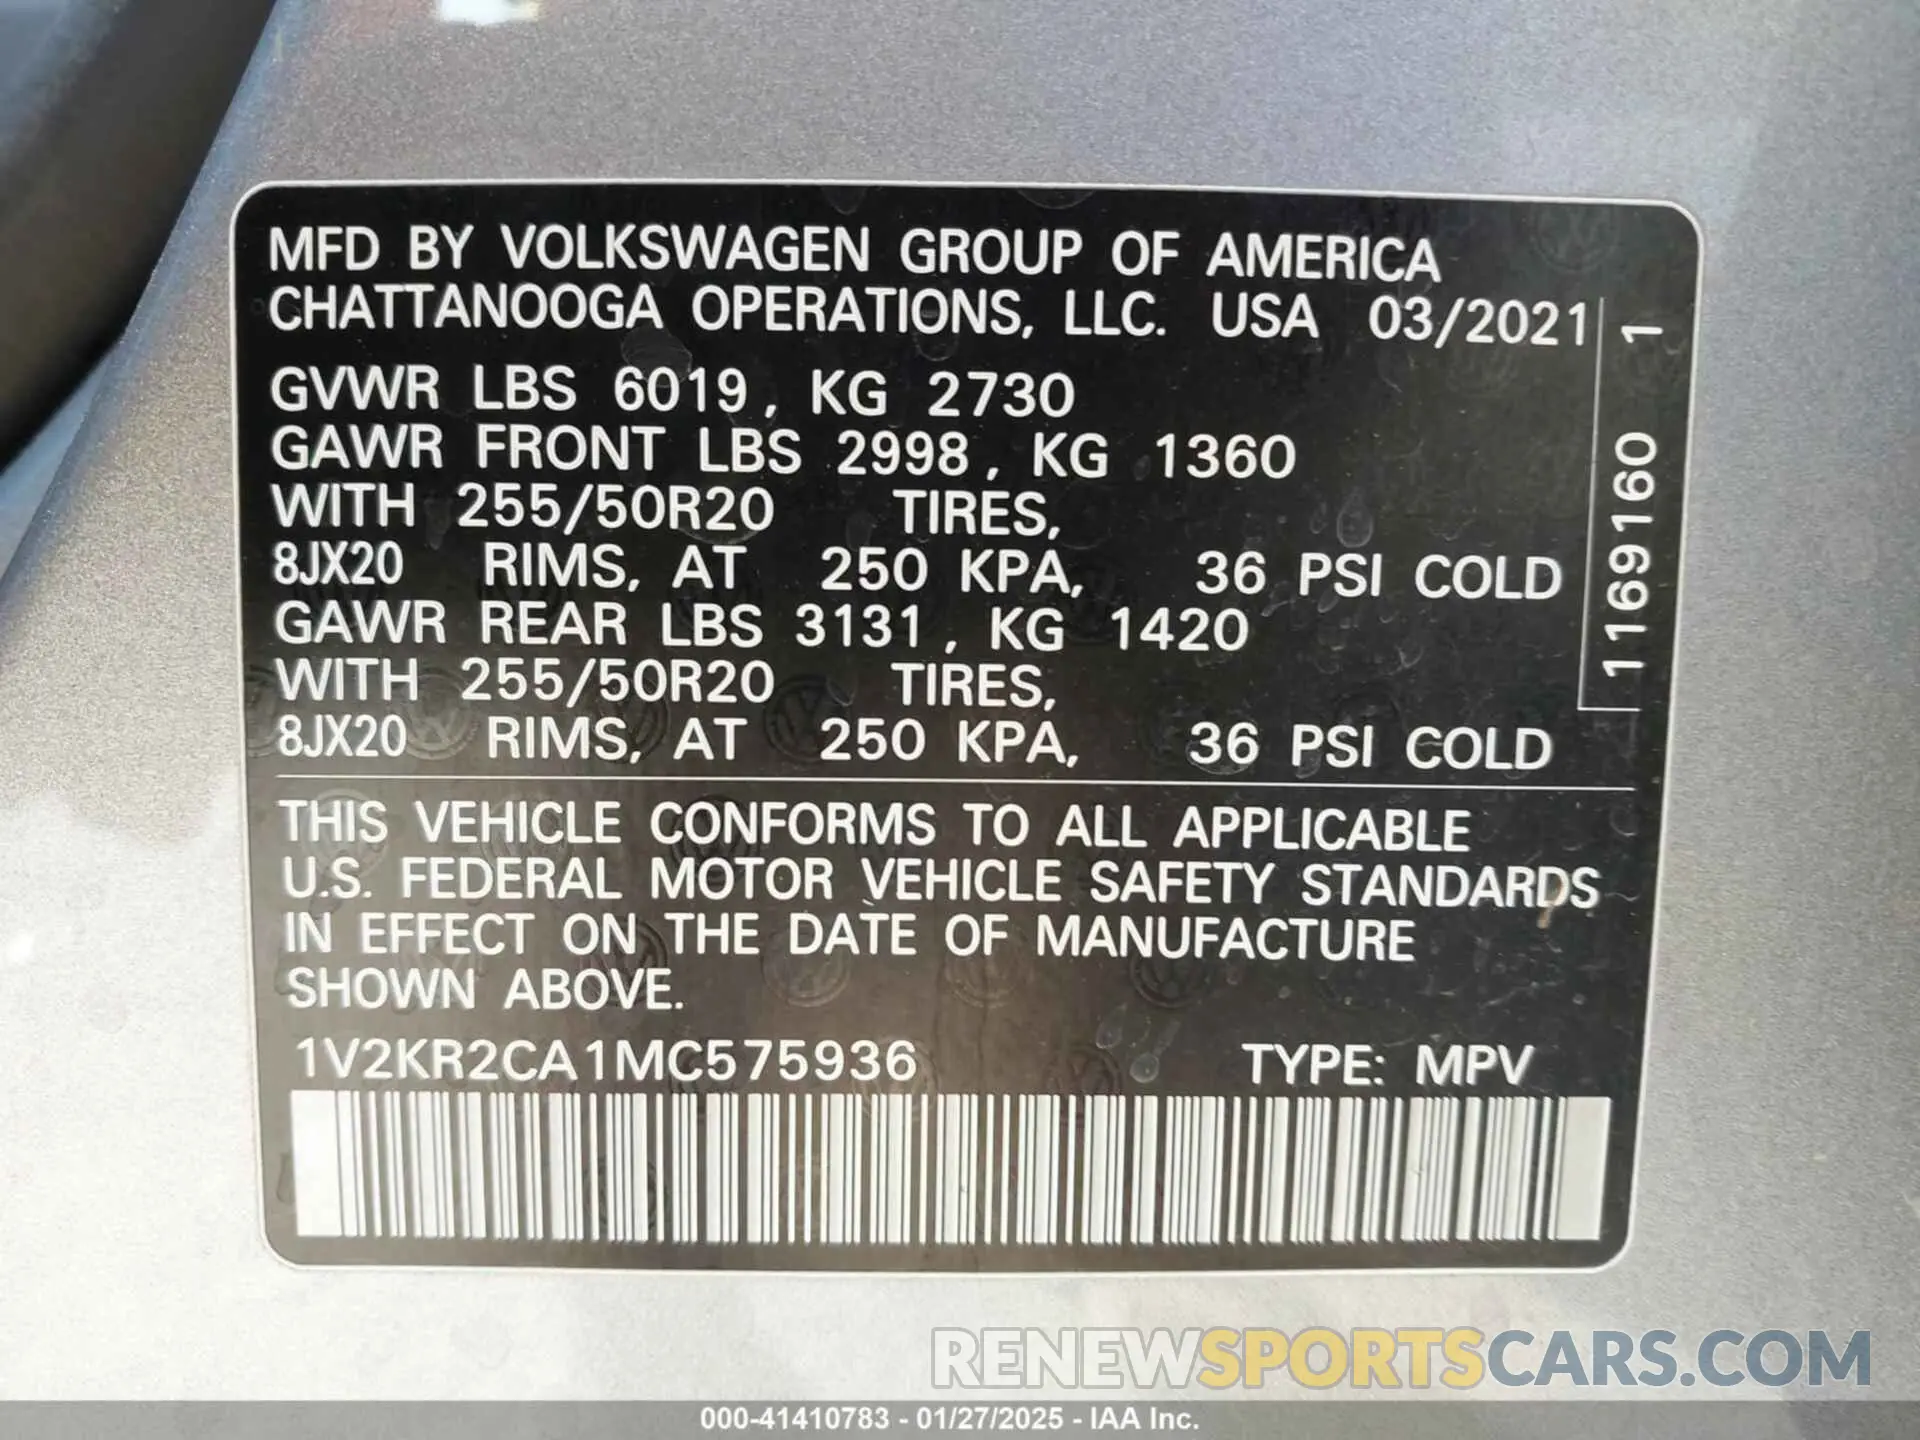 MFD BY VOLKSWAGEN GROUP OF AMERICA
CHATTANOOGA OPERATIONS, LLC. USA 03/2021
GVWR LBS 6019, KG 2730
GAWR FRONT LBS 2998, KG 1360
WITH 255/50R20 TIRES,
8JX20 RIMS, AT 250 KPA, 36 PSI COLD
GAWR REAR LBS 3131, KG 1420
WITH 255/50R20 TIRES,
8JX20 RIMS, AT 250 KPA, 36 PSI COLD
1169160 1
THIS VEHICLE CONFORMS TO ALL APPLICABLE
U.S. FEDERAL MOTOR VEHICLE SAFETY STANDARDS
IN EFFECT ON THE DATE OF MANUFACTURE
SHOWN ABOVE.
1V2KR2CA1MC575936 TYPE: MPV
RENEWSPORTSCARS.COM
000-41410783 - 01/27/2025 - IAA Inc.